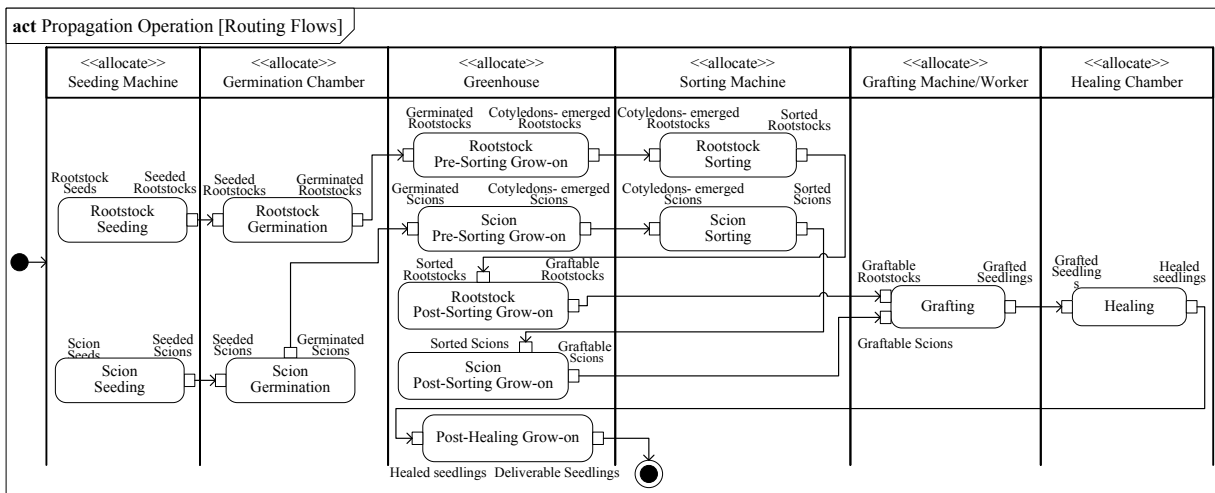 act Propagation Operation [Routing Flows]
<<allocate>>
Seeding Machine
<<allocate>>
Germination Chamber
<<allocate>>
Greenhouse
<<allocate>>
Sorting Machine
<<allocate>>
Grafting Machine/Worker
<<allocate>>
Healing Chamber
Germinated
Rootstocks
Cotyledons- emerged
Rootstocks
Cotyledons- emerged
Rootstocks
Sorted
Rootstocks
Rootstock
Pre-Sorting Grow-on
Rootstock
Sorting
Rootstock
Seeds
Seeded
Rootstocks
Seeded
Rootstocks
Germinated
Rootstocks
Germinated
Scions
Cotyledons- emerged
Scions
Cotyledons- emerged
Scions
Sorted
Scions
Rootstock
Seeding
Rootstock
Germination
Scion
Pre-Sorting Grow-on
Scion
Sorting
Sorted
Rootstocks
Graftable
Rootstocks
Graftable
Rootstocks
Grafted
Seedlings
Grafted
Seedling
s
Healed
seedlings
Rootstock
Post-Sorting Grow-on
Grafting
Healing
Scion
Seeds
Seeded
Scions
Seeded
Scions
Germinated
Scions
Sorted Scions
Graftable
Scions
Graftable Scions
Scion
Seeding
Scion
Germination
Scion
Post-Sorting Grow-on
Post-Healing Grow-on
Healed seedlings
Deliverable Seedlings